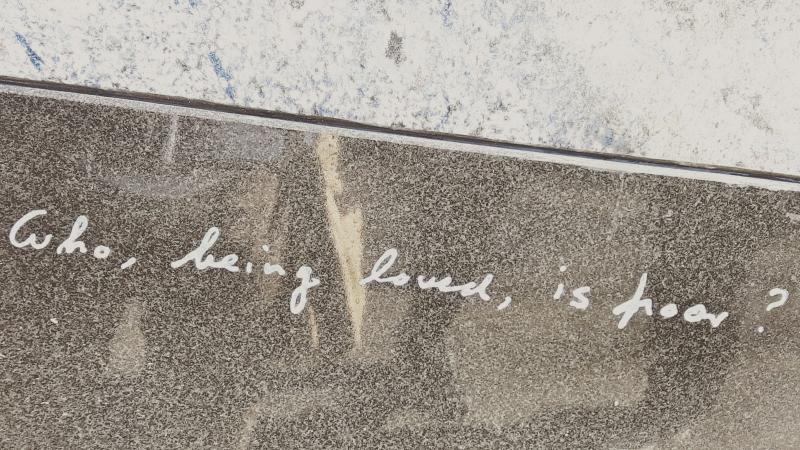 Who, being loved, is poor?